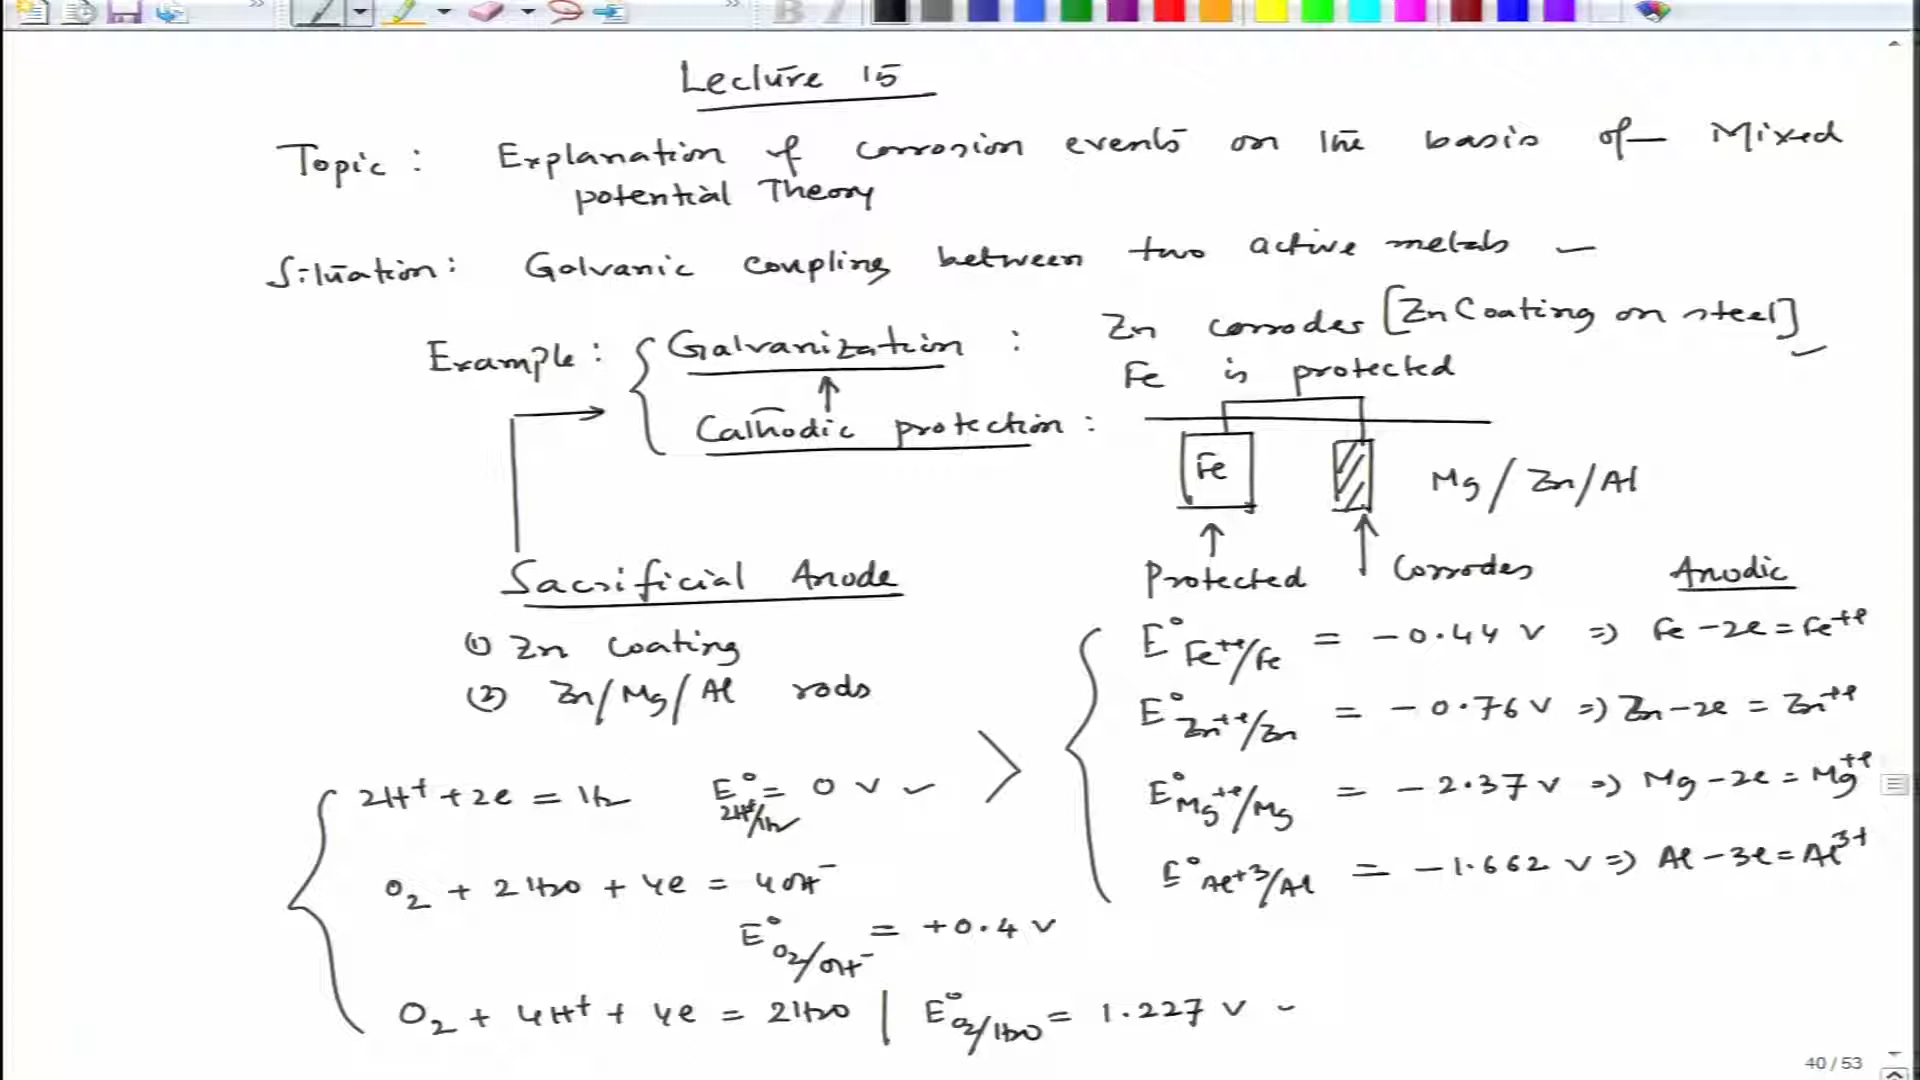 Lecture 15
Topic : Explanation of corrosion events on the basis of Mixed
potential Theory
Situation : Galvanic coupling between two active metals
Example : Galvanization : Zn corrodes [Zn Coating on steel]
Fe is protected
Cathodic protection :
Fe
Mg / Zn / Al
Protected Corrodes Anodic
Sacrificial Anode
(1) Zn coating
(2) Zn/Mg/Al rods
E°Fe++/Fe = -0.44 V => Fe - 2e = Fe++
E°Zn++/Zn = -0.76 V => Zn - 2e = Zn++
E°Mg++/Mg = -2.37 V => Mg - 2e = Mg++
E°Al+3/Al = -1.662 V => Al - 3e = Al3+
2H+ + 2e = H2 E°2H+/H2 = 0 V >
O2 + 2H2O + 4e = 4OH-
E°O2/OH- = +0.4 V
O2 + 4H+ + 4e = 2H2O | E°O2/H2O = 1.227 V
40 / 53